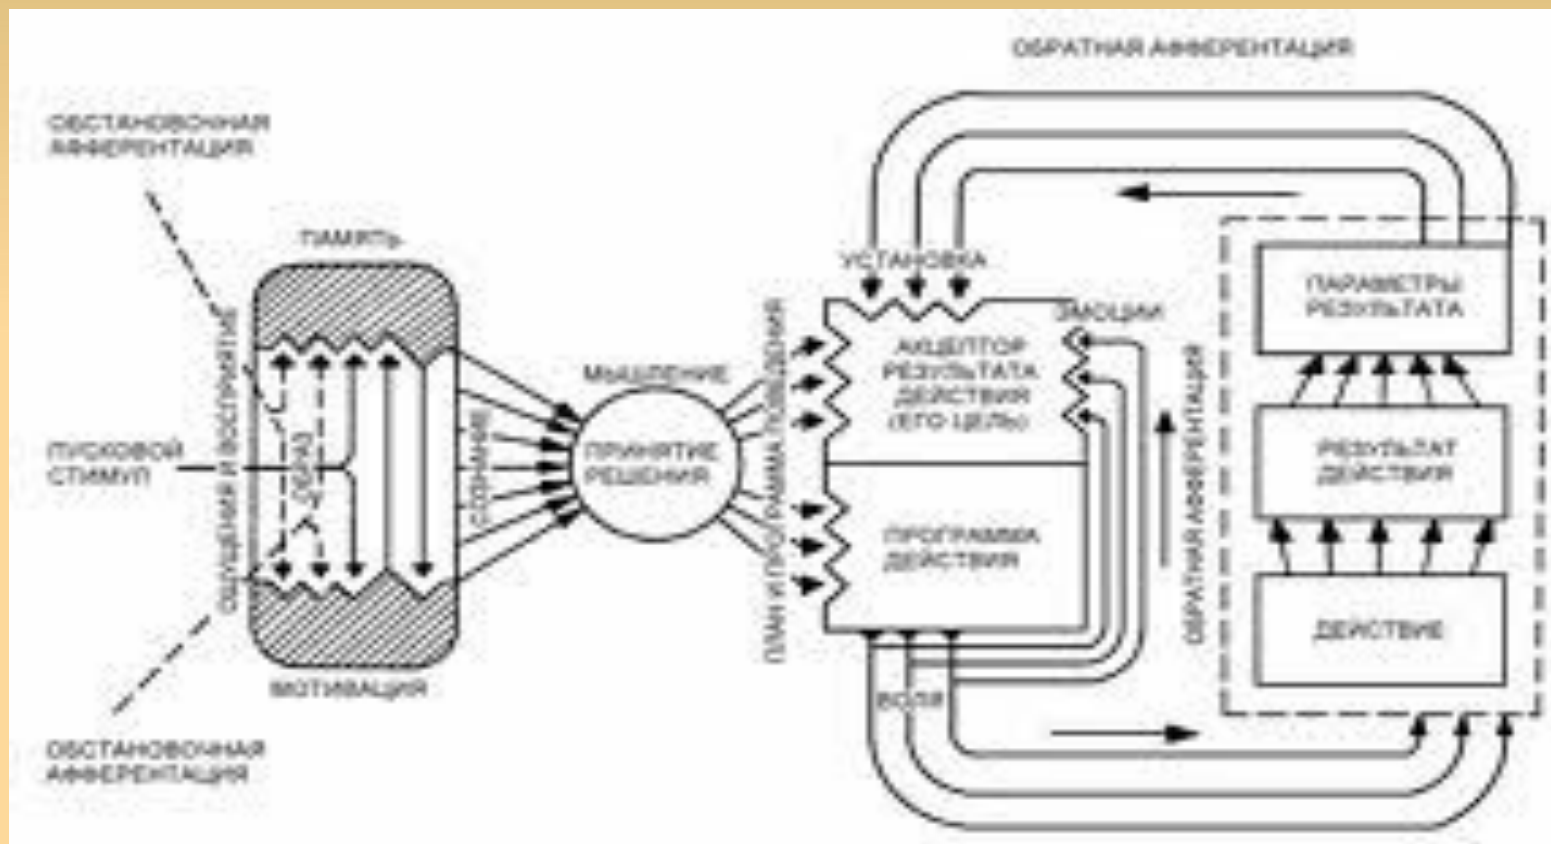 ОБРАТНАЯ АФФЕРЕНТАЦИЯ
ОБСТАНОВОЧНАЯ
АФФЕРЕНТАЦИЯ
ПАМЯТЬ
ОЩУЩЕНИЯ И ВОСПРИЯТИЕ
ПУСКОВОЙ
СТИМУЛ
ОБРАЗ
СОЗНАНИЕ
МОТИВАЦИЯ
ОБСТАНОВОЧНАЯ
АФФЕРЕНТАЦИЯ
МЫШЛЕНИЕ
ПРИНЯТИЕ
РЕШЕНИЯ
ПЛАН И ПРОГРАММА ПОВЕДЕНИЯ
УСТАНОВКА
ЭМОЦИИ
АКЦЕПТОР
РЕЗУЛЬТАТА
ДЕЙСТВИЯ
(ЕГО ЦЕЛЬ)
ПРОГРАММА
ДЕЙСТВИЯ
ВОЛЯ
ОБРАТНАЯ АФФЕРЕНТАЦИЯ
ПАРАМЕТРЫ
РЕЗУЛЬТАТА
РЕЗУЛЬТАТ
ДЕЙСТВИЯ
ДЕЙСТВИЕ